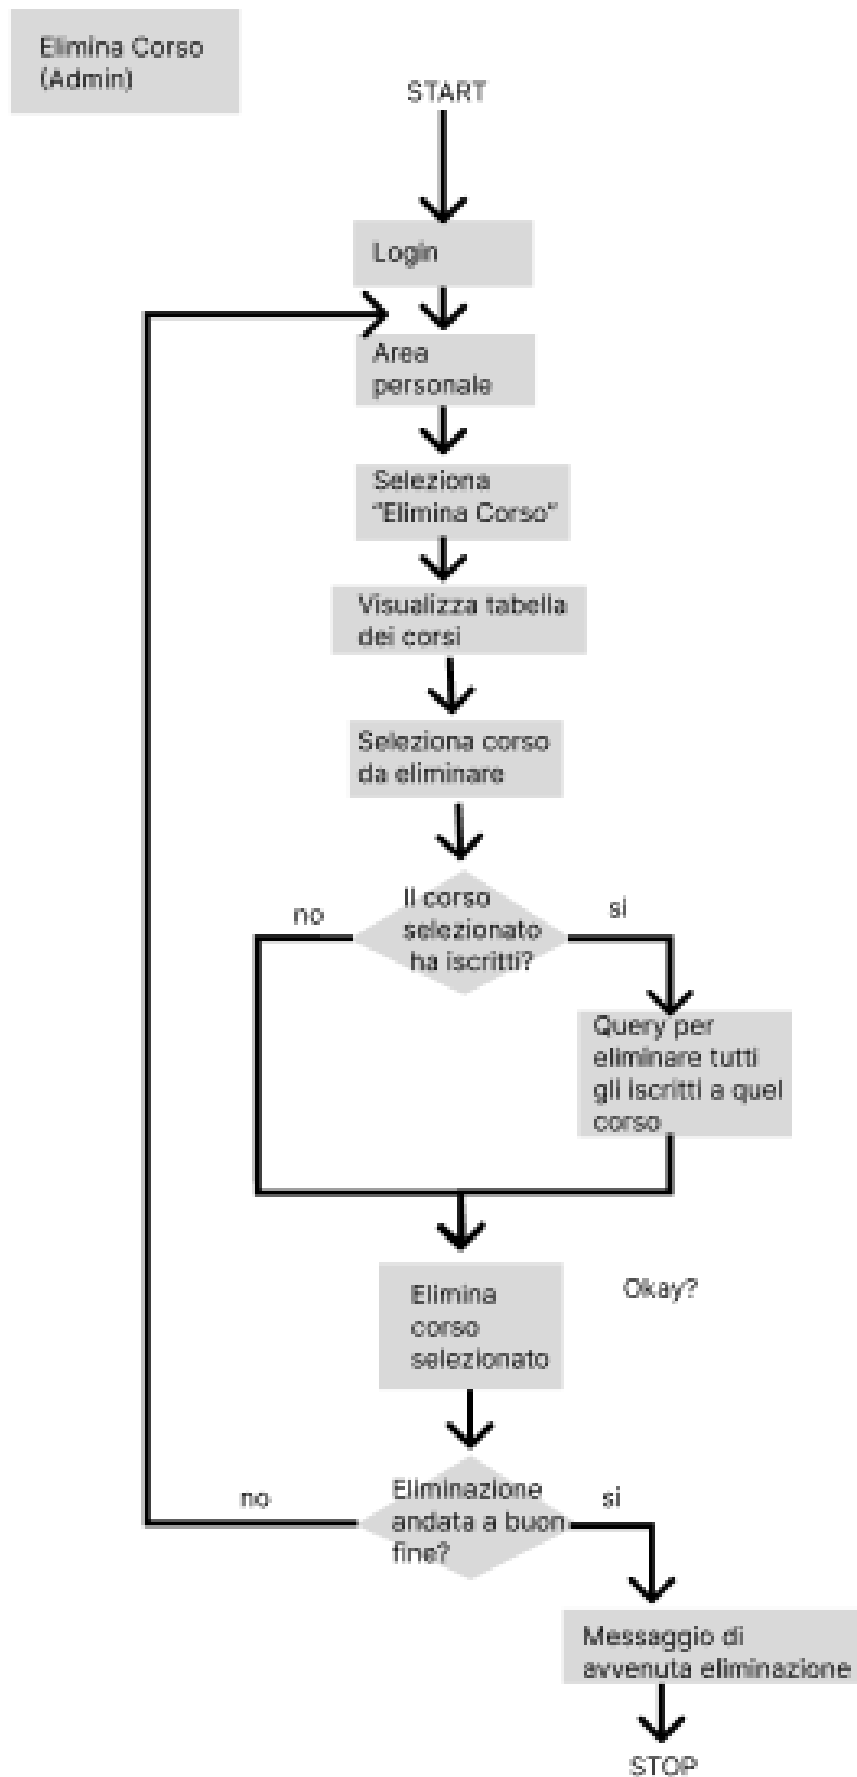 Elimina Corso
(Admin)
START
Login
Area
personale
Seleziona
"Elimina Corso"
Visualizza tabella
dei corsi
Seleziona corso
da eliminare
Il corso
selezionato
ha iscritti?
no
si
Query per
eliminare tutti
gli iscritti a quel
corso
Elimina
corso
selezionato
Okay?
Eliminazione
andata a buon
fine?
no
si
Messaggio di
avvenuta eliminazione
STOP